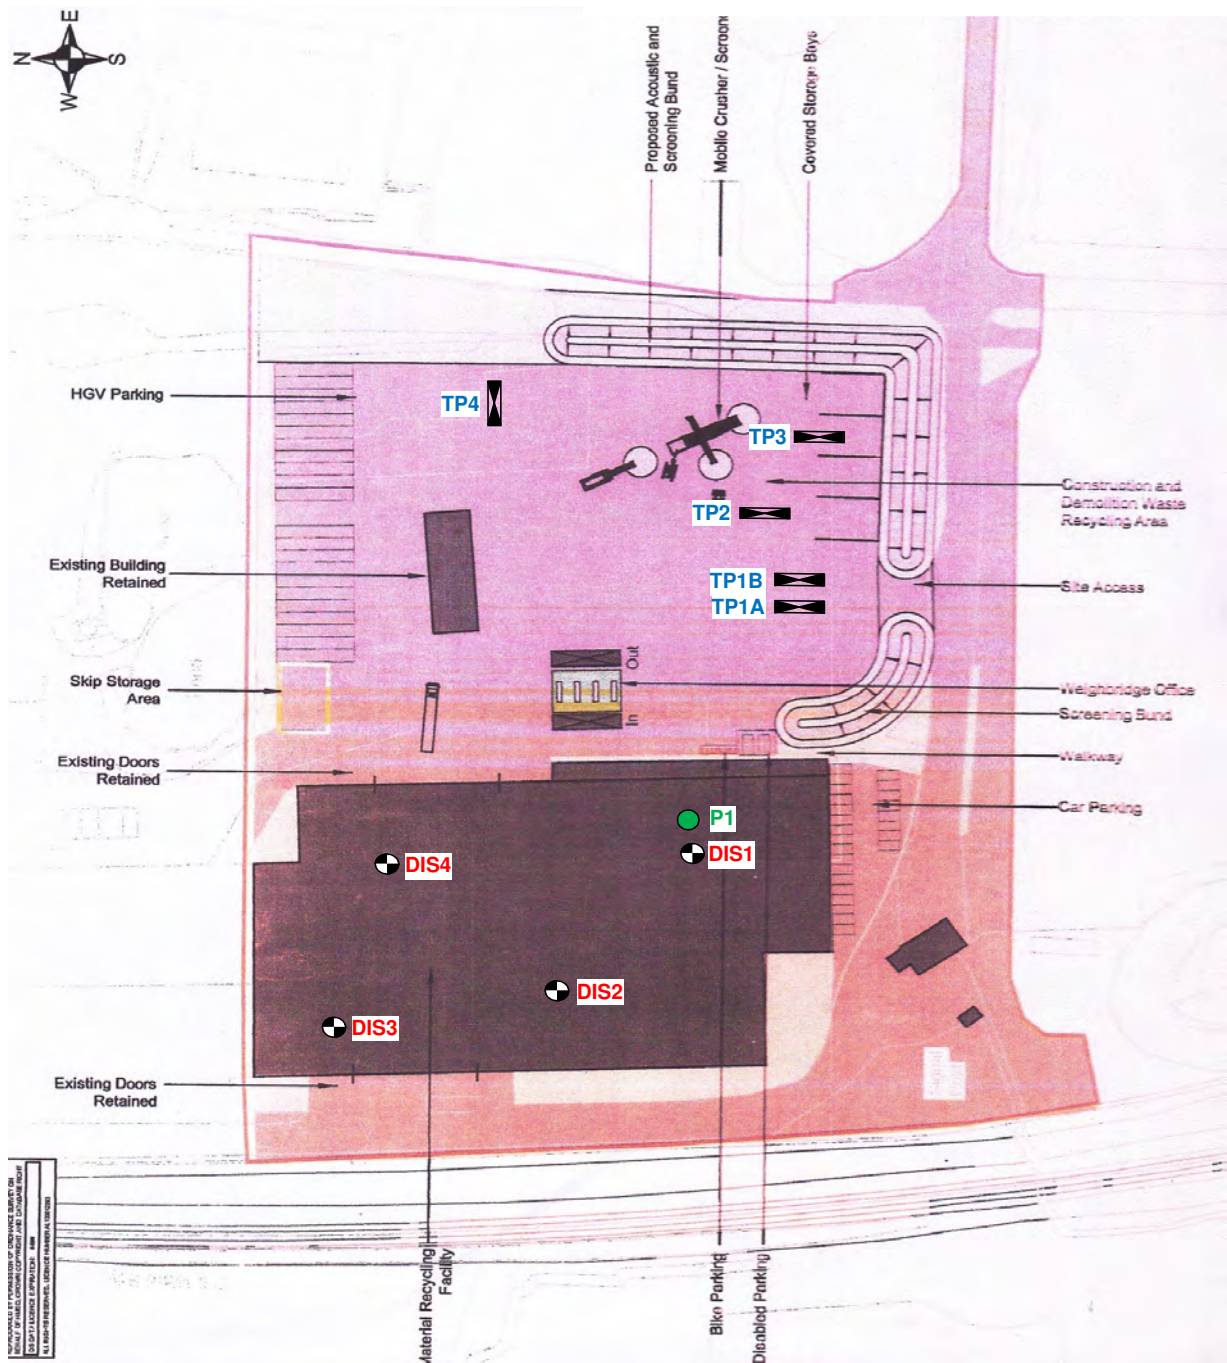 E
N
S
W
Proposed Acoustic and
Screening Bund
Mobile Crusher / Screener
Covered Storage Bays
HGV Parking
TP4
TP3
TP2
Construction and
Demolition Waste
Recycling Area
Existing Building
Retained
TP1B
TP1A
Site Access
Out
In
Skip Storage
Area
Weighbridge Office
Screening Bund
Existing Doors
Retained
Walkway
Car Parking
P1
DIS1
DIS4
DIS2
DIS3
Existing Doors
Retained
Material Recycling
Facility
Bike Parking
Disabled Parking